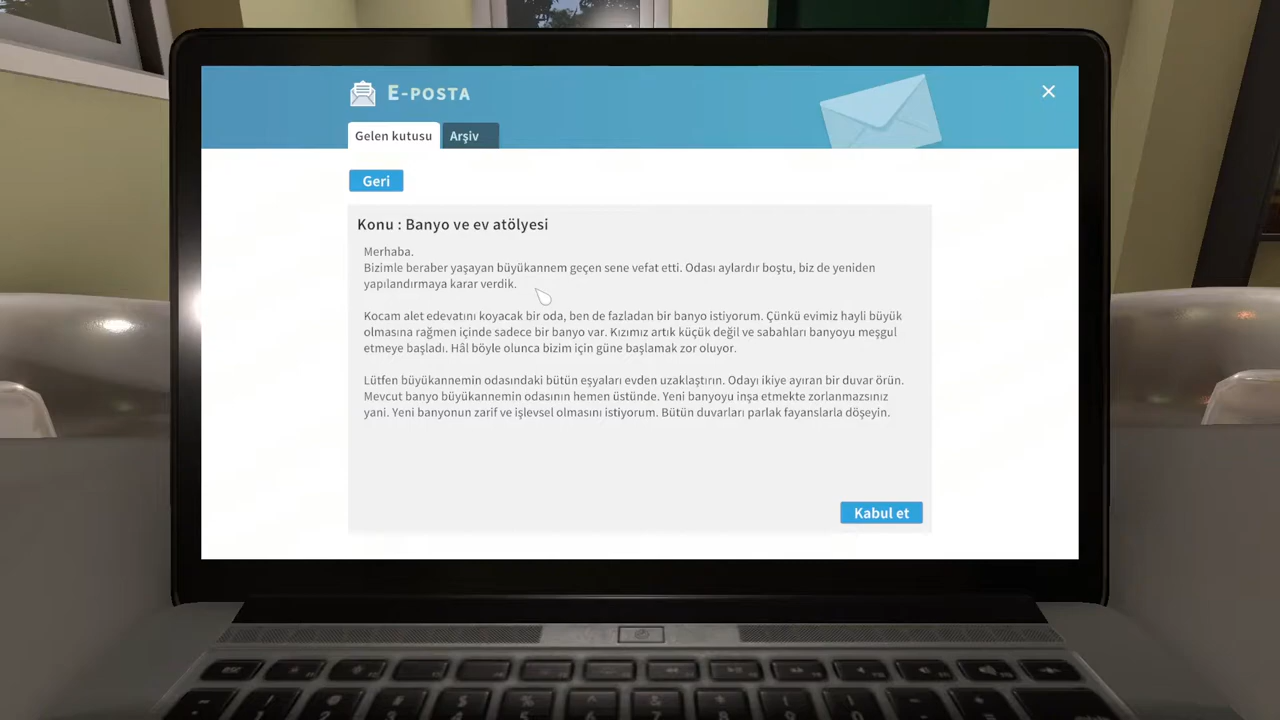 E-POSTA
Gelen kutusu
Arşiv
Geri
Konu : Banyo ve ev atölyesi
Merhaba.
Bizimle beraber yaşayan büyükannem geçen sene vefat etti. Odası aylardır boştu, biz de yeniden
yapılandırmaya karar verdik.
Kocam alet edevatını koyacak bir oda, ben de fazladan bir banyo istiyorum. Çünkü evimiz hayli büyük
olmasına rağmen içinde sadece bir banyo var. Kızımız artık küçük değil ve sabahları banyoyu meşgul
etmeye başladı. Hâl böyle olunca bizim için güne başlamak zor oluyor.
Lütfen büyükannemin odasındaki bütün eşyaları evden uzaklaştırın. Odayı ikiye ayıran bir duvar örün.
Mevcut banyo büyükannemin odasının hemen üstünde. Yeni banyoyu inşa etmekte zorlanmazsınız
yani. Yeni banyonun zarif ve işlevsel olmasını istiyorum. Bütün duvarları parlak fayanslarla döşeyin.
Kabul et